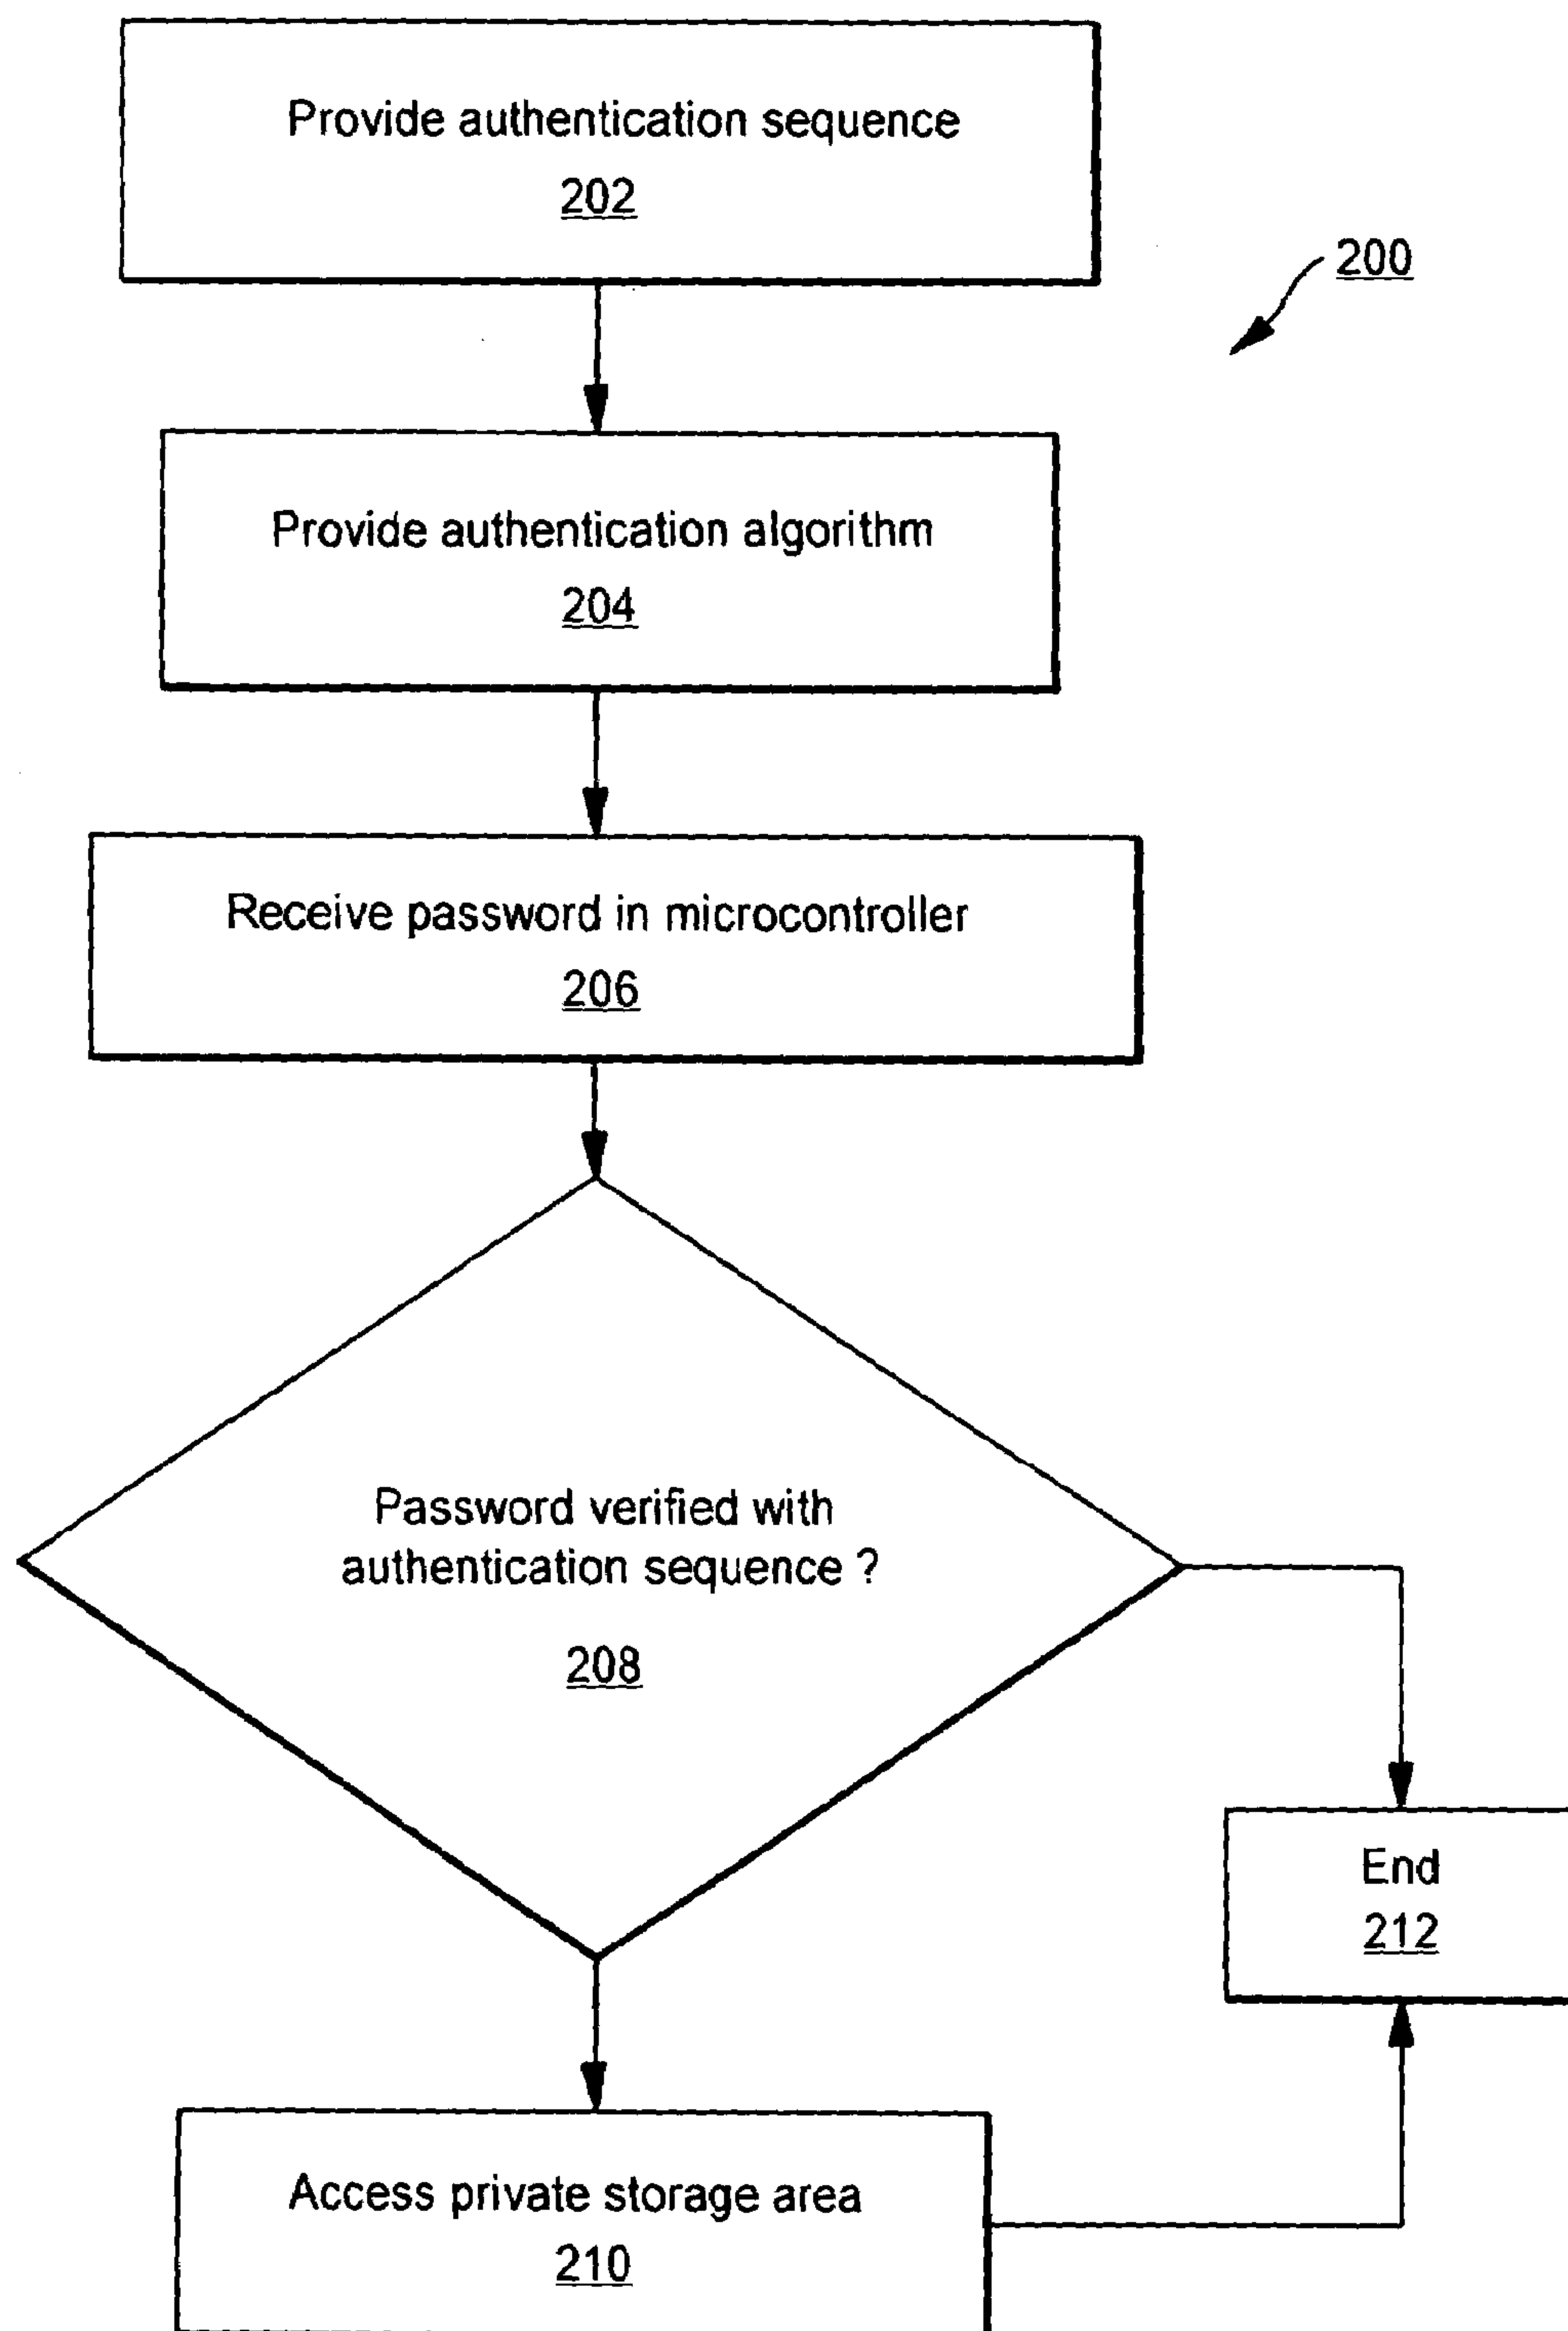 Provide authentication sequence
202
200
Provide authentication algorithm
204
Receive password in microcontroller
206
Password verified with
authentication sequence ?
208
End
212
Access private storage area
210